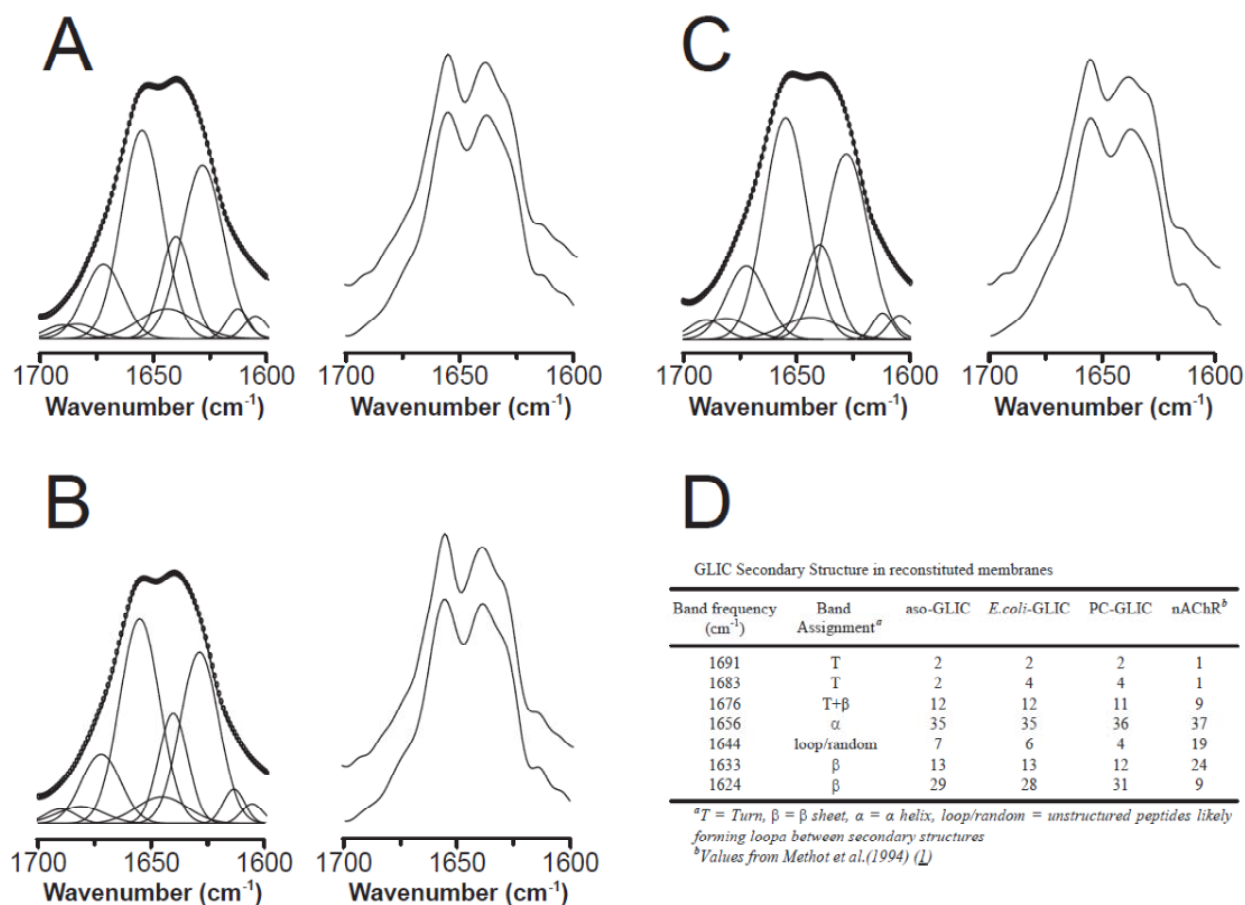 A
1700 1650 1600
Wavenumber (cm-1)
1700 1650 1600
Wavenumber (cm-1)
C
1700 1650 1600
Wavenumber (cm-1)
1700 1650 1600
Wavenumber (cm-1)
B
1700 1650 1600
Wavenumber (cm-1)
1700 1650 1600
Wavenumber (cm-1)
D
GLIC Secondary Structure in reconstituted membranes
Band frequency Band aso-GLIC E.coli-GLIC PC-GLIC nAChRb
(cm-1) Assignmenta
1691 T 2 2 2 1
1683 T 2 4 4 1
1676 T+β 12 12 11 9
1656 α 35 35 36 37
1644 loop/random 7 6 4 19
1633 β 13 13 12 24
1624 β 29 28 31 9
aT = Turn, β = β sheet, α = α helix, loop/random = unstructured peptides likely
forming loopa between secondary structures
bValues from Methot et al.(1994) (1)